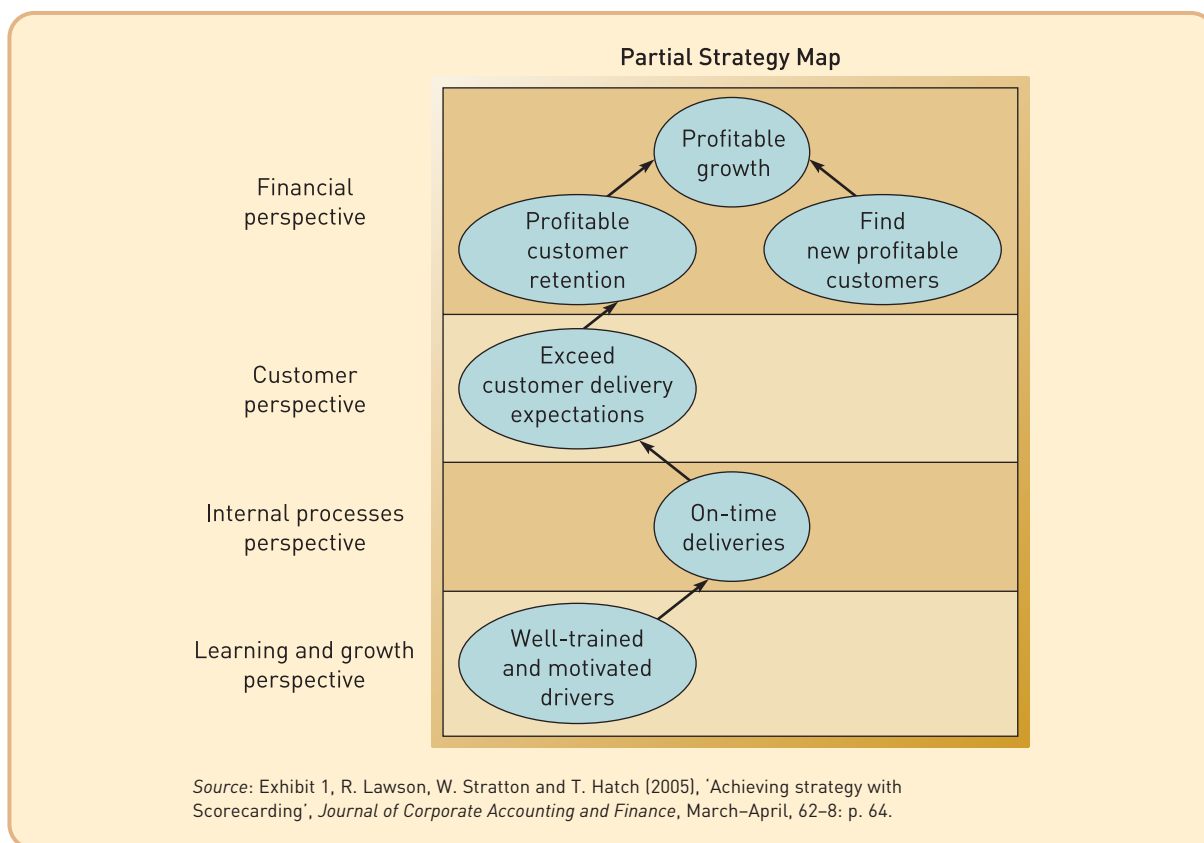 Partial Strategy Map
Financial
perspective
Profitable
growth
Profitable
customer
retention
Find
new profitable
customers
Customer
perspective
Exceed
customer delivery
expectations
Internal processes
perspective
On-time
deliveries
Learning and growth
perspective
Well-trained
and motivated
drivers
Source: Exhibit 1, R. Lawson, W. Stratton and T. Hatch (2005), ‘Achieving strategy with
Scorecarding’, Journal of Corporate Accounting and Finance, March–April, 62–8: p. 64.